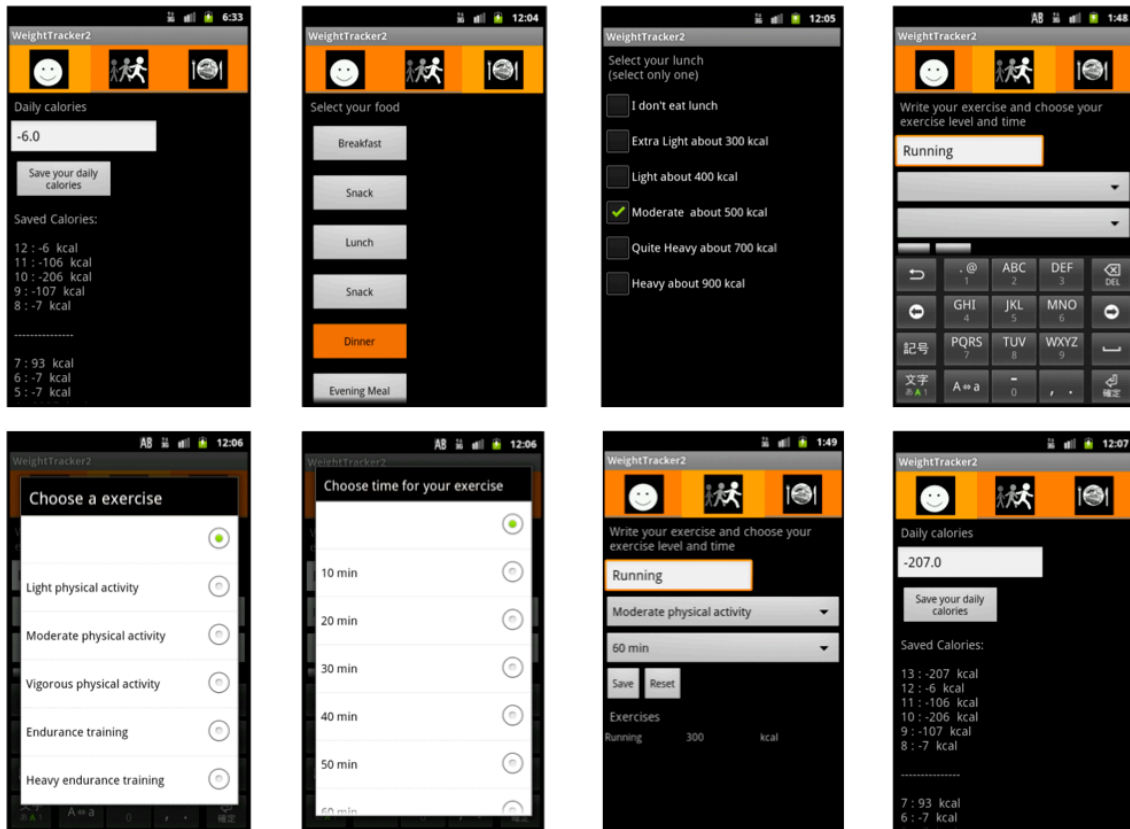 6:33
WeightTracker2
Daily calories
-6.0
Save your daily
calories
Saved Calories:
12 : -6 kcal
11 : -106 kcal
10 : -206 kcal
9 : -107 kcal
8 : -7 kcal
---------------
7 : 93 kcal
6 : -7 kcal
5 : -7 kcal
12:04
WeightTracker2
Select your food
Breakfast
Snack
Lunch
Snack
Dinner
Evening Meal
12:05
WeightTracker2
Select your lunch
(select only one)
I don't eat lunch
Extra Light about 300 kcal
Light about 400 kcal
Moderate about 500 kcal
Quite Heavy about 700 kcal
Heavy about 900 kcal
AB 1:48
WeightTracker2
Write your exercise and choose your
exercise level and time
Running
. @ ABC DEF
1 2 3 DEL
GHI JKL MNO
4 5 6
記号 PQRS TUV WXYZ
7 8 9
文字 A⇔a - , .
あA1 0 確定
AB 12:06
WeightTracker2
Choose a exercise
Light physical activity
Moderate physical activity
Vigorous physical activity
Endurance training
Heavy endurance training
文字 A⇔a 0 , . 確定
AB 12:06
WeightTracker2
Choose time for your exercise
10 min
20 min
30 min
40 min
50 min
60 min
1:49
WeightTracker2
Write your exercise and choose your
exercise level and time
Running
Moderate physical activity
60 min
Save Reset
Exercises
Running 300 kcal
12:07
WeightTracker2
Daily calories
-207.0
Save your daily
calories
Saved Calories:
13 : -207 kcal
12 : -6 kcal
11 : -106 kcal
10 : -206 kcal
9 : -107 kcal
8 : -7 kcal
---------------
7 : 93 kcal
6 : -7 kcal